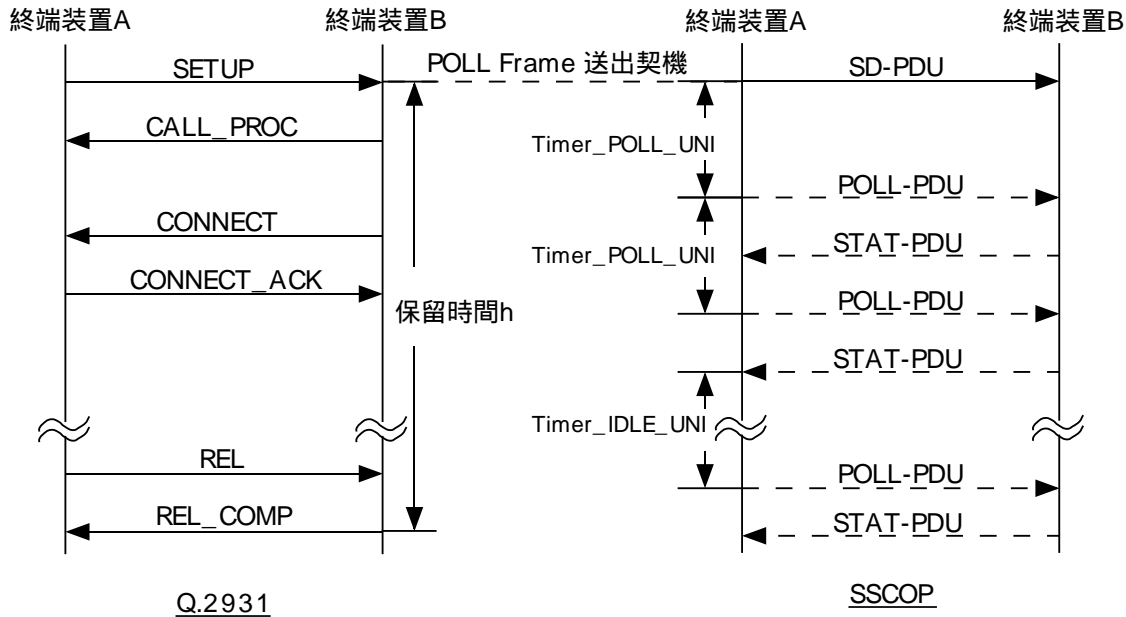 終端装置A
終端装置B
SETUP
CALL_PROC
CONNECT
CONNECT_ACK
保留時間h
REL
REL_COMP
Q.2931
POLL Frame 送出契機
終端装置A
終端装置B
SD-PDU
Timer_POLL_UNI
POLL-PDU
STAT-PDU
Timer_POLL_UNI
POLL-PDU
STAT-PDU
Timer_IDLE_UNI
POLL-PDU
STAT-PDU
SSCOP